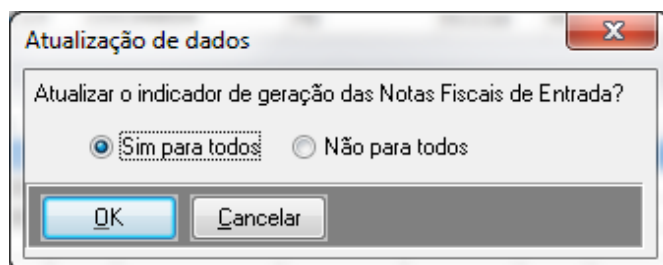 Atualização de dados
Atualizar o indicador de geração das Notas Fiscais de Entrada?
Sim para todos Não para todos
OK Cancelar